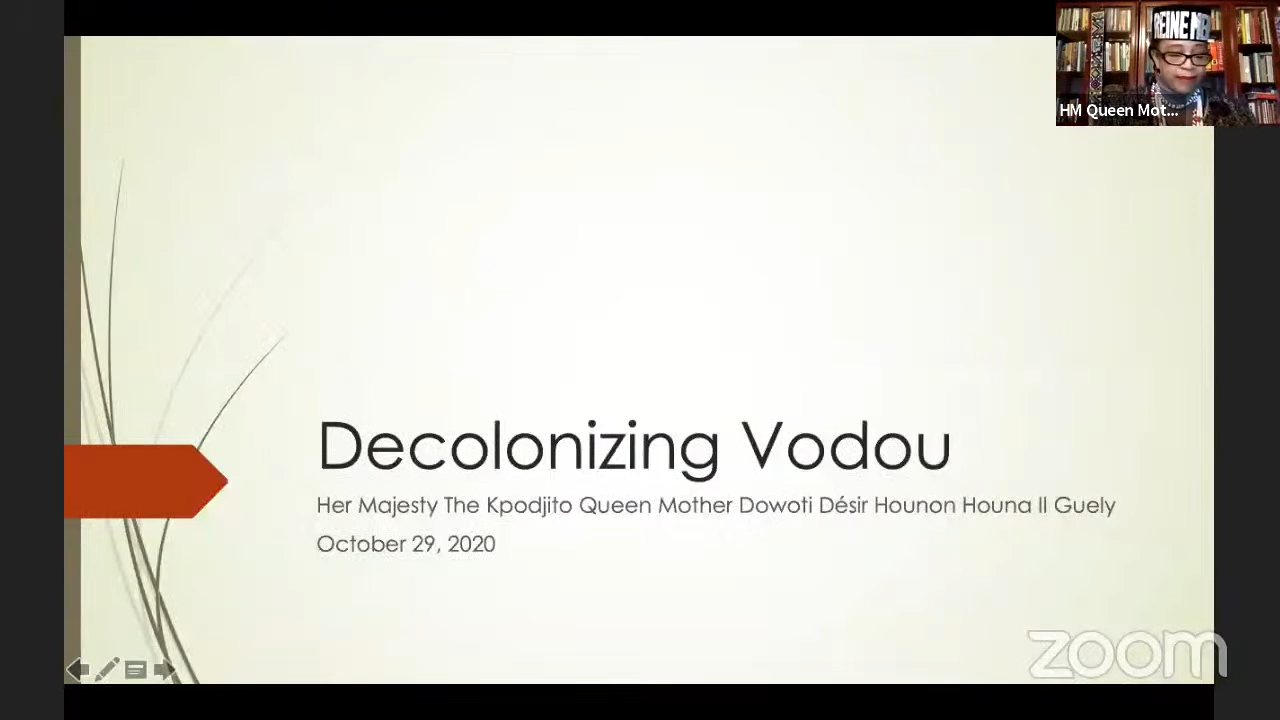 REINE
HM Queen Mot...
Decolonizing Vodou
Her Majesty The Kpodjito Queen Mother Dowoti Désir Hounon Houna II Guely
October 29, 2020
zoom